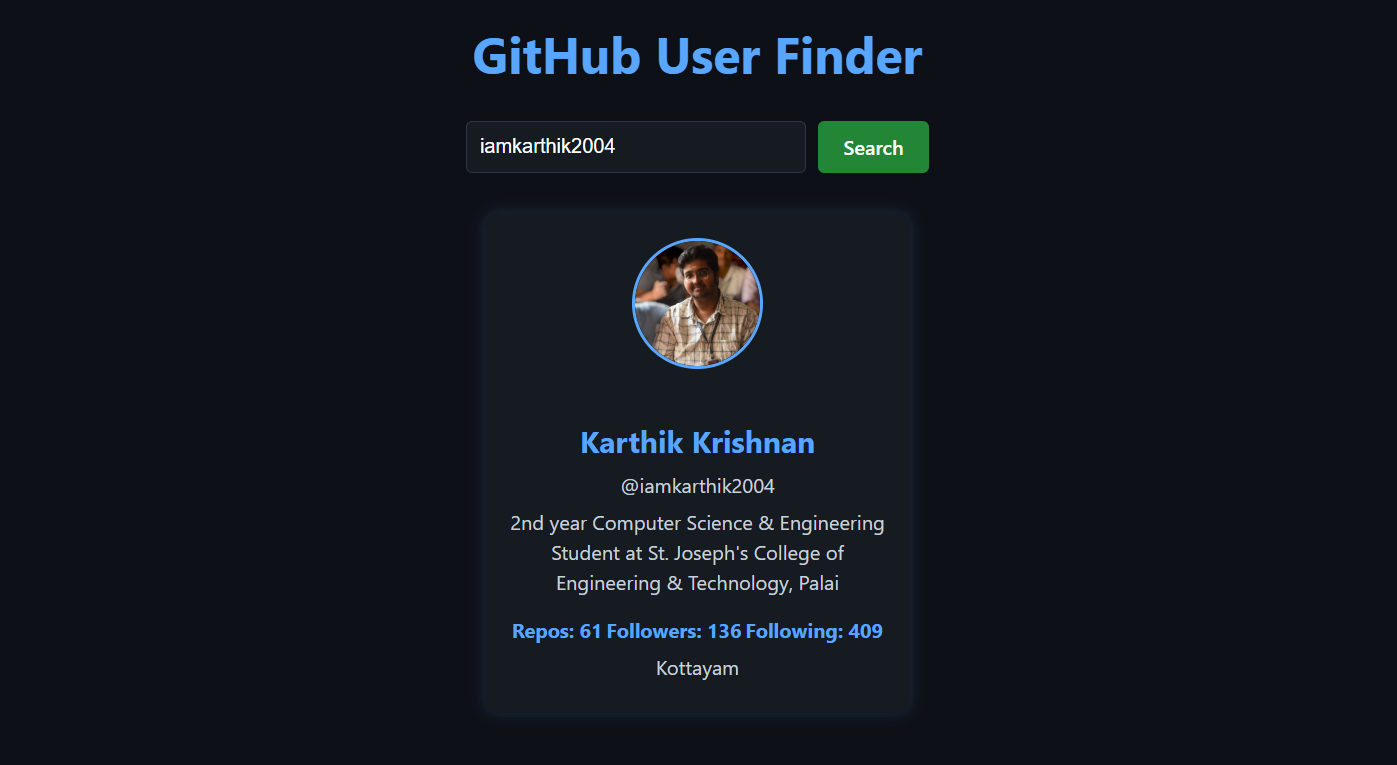 GitHub User Finder
iamkarthik2004
Search
Karthik Krishnan
@iamkarthik2004
2nd year Computer Science & Engineering
Student at St. Joseph's College of
Engineering & Technology, Palai
Repos: 61 Followers: 136 Following: 409
Kottayam